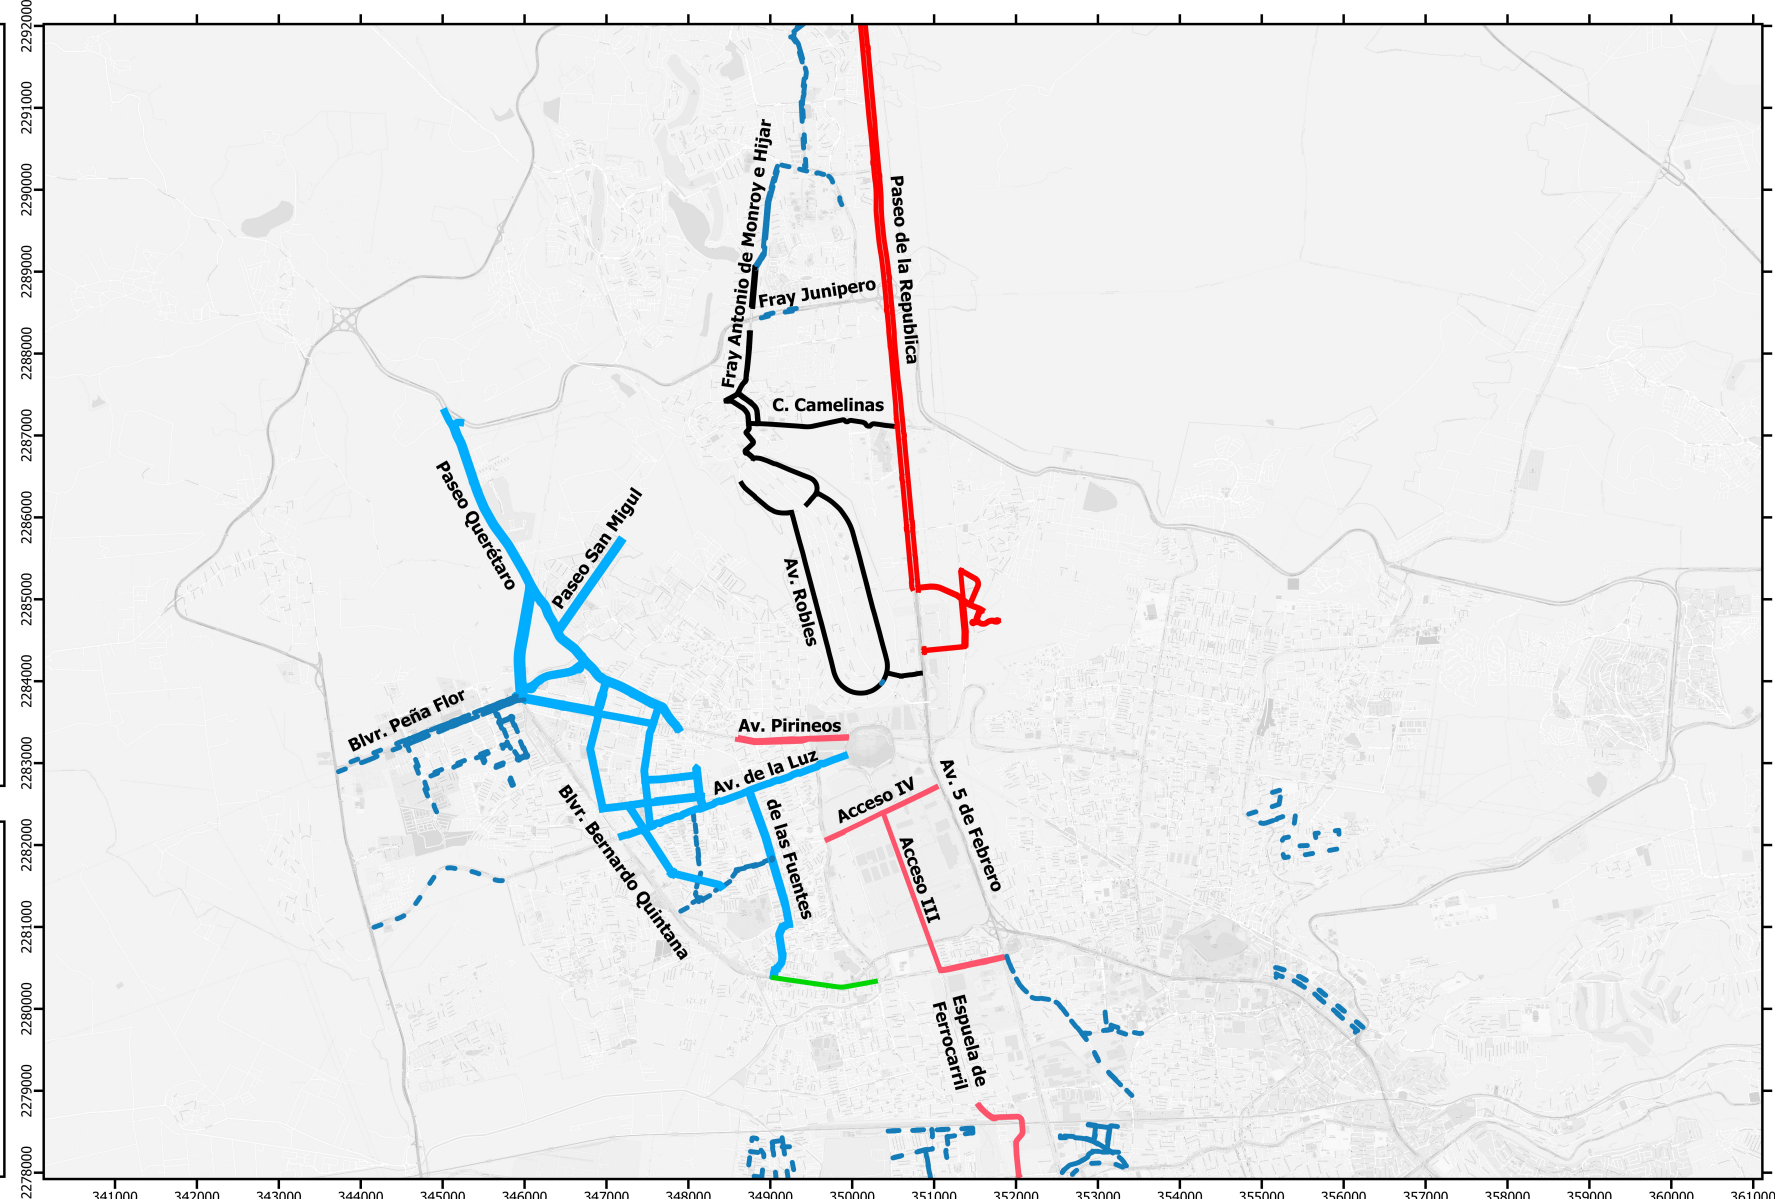 2292000
2291000
2290000
2289000
2288000
2287000
2286000
2285000
2284000
2283000
2282000
2281000
2280000
2279000
2278000
Fray Antonio de Monroy e Hijar
Paseo de la Republica
Fray Junipero
C. Camelinas
Paseo Querétaro
Paseo San Migul
Av. Robles
Blvr. Peña Flor
Av. Pirineos
Av. de la Luz
Acceso IV
Av. 5 de Febrero
Blvr. Bernardo Quintana
de las Fuentes
Acceso III
Espuela de
Ferrocarril
341000
342000
343000
344000
345000
346000
347000
348000
349000
350000
351000
352000
353000
354000
355000
356000
357000
358000
359000
360000
361000